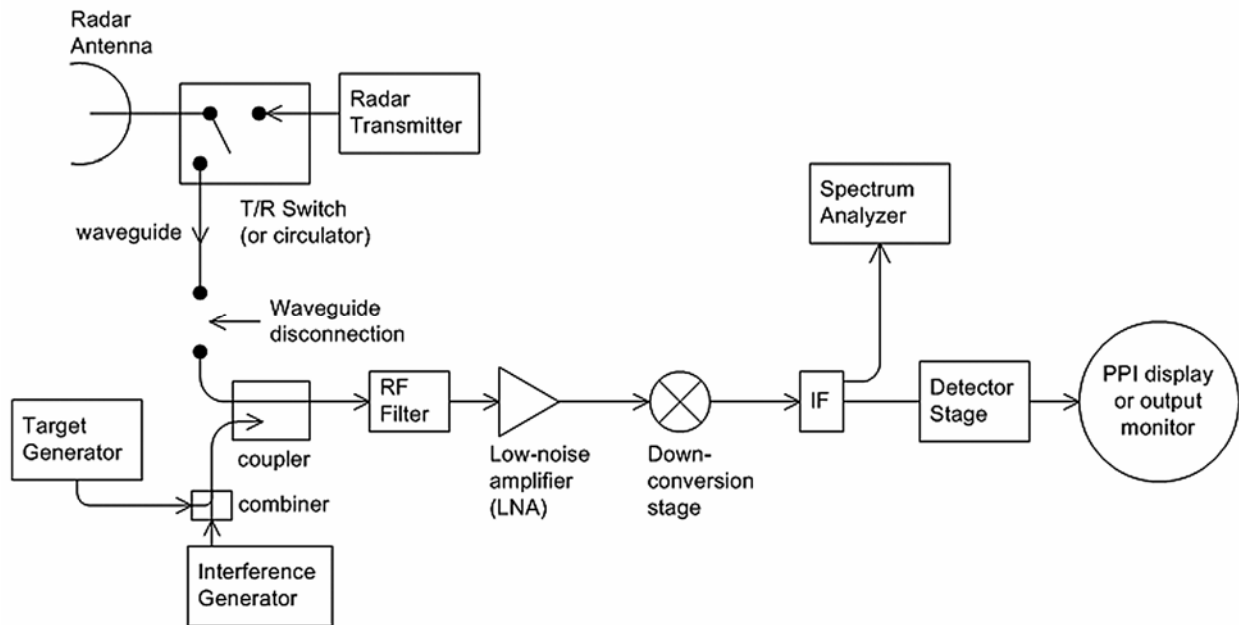 Radar
Antenna
Radar
Transmitter
T/R Switch
(or circulator)
waveguide
Waveguide
disconnection
Spectrum
Analyzer
RF
Filter
IF
Detector
Stage
PPI display
or output
monitor
Target
Generator
coupler
Low-noise
amplifier
(LNA)
Down-
conversion
stage
combiner
Interference
Generator